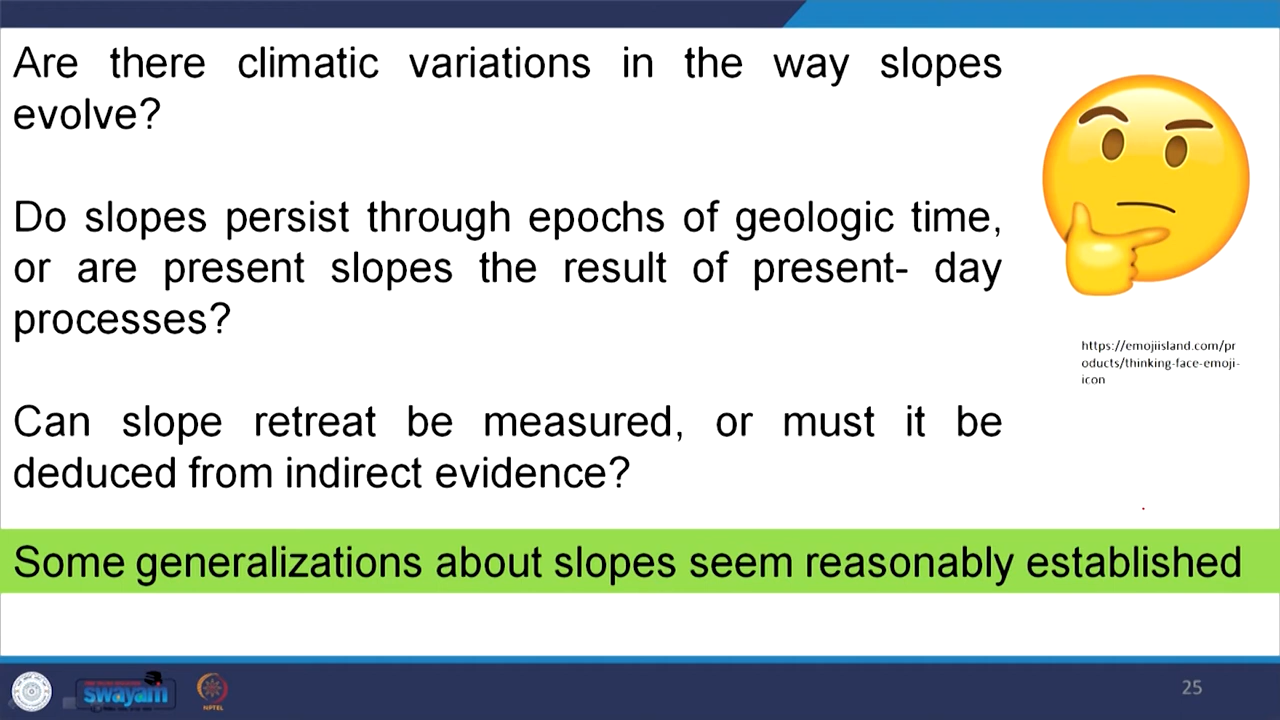 Are there climatic variations in the way slopes
evolve?
Do slopes persist through epochs of geologic time,
or are present slopes the result of present- day
processes?
Can slope retreat be measured, or must it be
deduced from indirect evidence?
https://emojiisland.com/pr
oducts/thinking-face-emoji-
icon
Some generalizations about slopes seem reasonably established
swayam
NPTEL
25